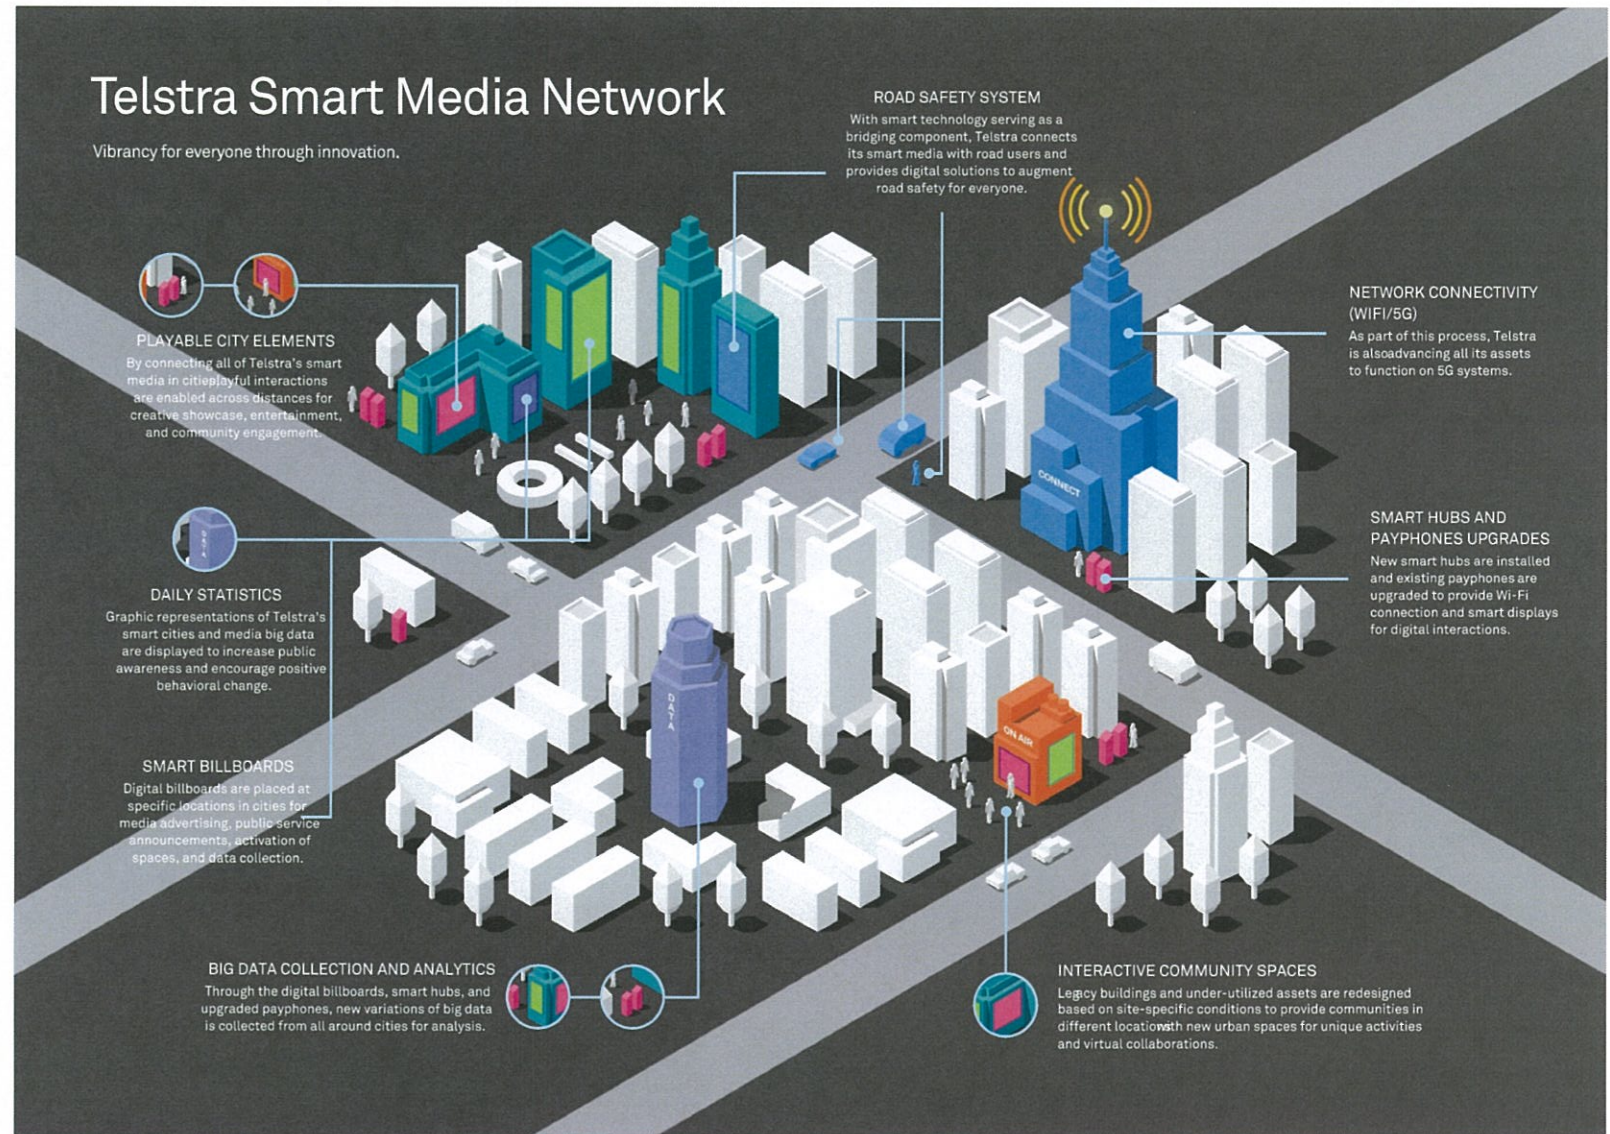 Telstra Smart Media Network
Vibrancy for everyone through innovation.
ROAD SAFETY SYSTEM
With smart technology serving as a
bridging component, Telstra connects
its smart media with road users and
provides digital solutions to augment
road safety for everyone.
PLAYABLE CITY ELEMENTS
By connecting all of Telstra's smart
media in citieplayful interactions
are enabled across distances for
creative showcase, entertainment,
and community engagement.
NETWORK CONNECTIVITY
(WIFI/5G)
As part of this process, Telstra
is alsoadvancing all its assets
to function on 5G systems.
CONNECT
SMART HUBS AND
PAYPHONES UPGRADES
New smart hubs are installed
and existing payphones are
upgraded to provide Wi-Fi
connection and smart displays
for digital interactions.
DATA
DAILY STATISTICS
Graphic representations of Telstra's
smart cities and media big data
are displayed to increase public
awareness and encourage positive
behavioral change.
DATA
ON AIR
SMART BILLBOARDS
Digital billboards are placed at
specific locations in cities for
media advertising, public service
announcements, activation of
spaces, and data collection.
BIG DATA COLLECTION AND ANALYTICS
Through the digital billboards, smart hubs, and
upgraded payphones, new variations of big data
is collected from all around cities for analysis.
INTERACTIVE COMMUNITY SPACES
Legacy buildings and under-utilized assets are redesigned
based on site-specific conditions to provide communities in
different locationswth new urban spaces for unique activities
and virtual collaborations.